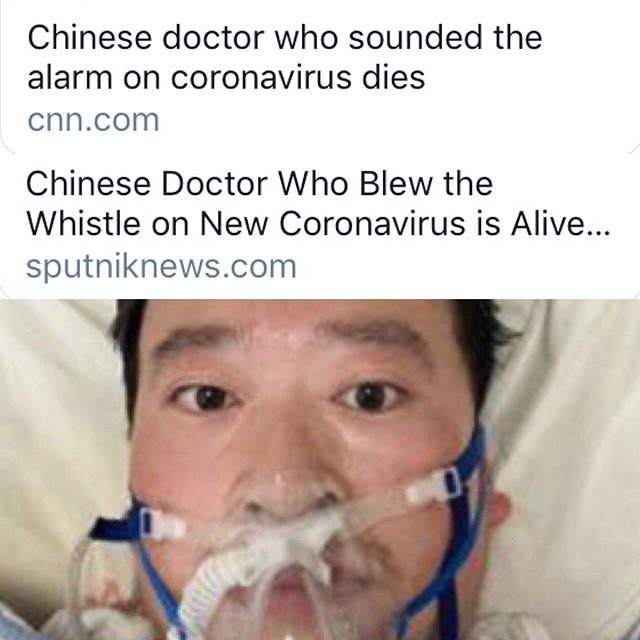 Chinese doctor who sounded the
alarm on coronavirus dies
cnn.com
Chinese Doctor Who Blew the
Whistle on New Coronavirus is Alive...
sputniknews.com